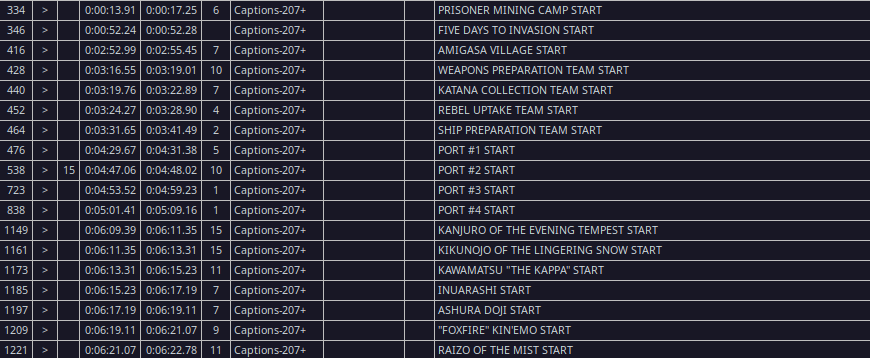 334 > 0:00:13.91 0:00:17.25 6 Captions-207+ PRISONER MINING CAMP START
346 > 0:00:52.24 0:00:52.28 Captions-207+ FIVE DAYS TO INVASION START
416 > 0:02:52.99 0:02:55.45 7 Captions-207+ AMIGASA VILLAGE START
428 > 0:03:16.55 0:03:19.01 10 Captions-207+ WEAPONS PREPARATION TEAM START
440 > 0:03:19.76 0:03:22.89 7 Captions-207+ KATANA COLLECTION TEAM START
452 > 0:03:24.27 0:03:28.90 4 Captions-207+ REBEL UPTAKE TEAM START
464 > 0:03:31.65 0:03:41.49 2 Captions-207+ SHIP PREPARATION TEAM START
476 > 0:04:29.67 0:04:31.38 5 Captions-207+ PORT #1 START
538 > 15 0:04:47.06 0:04:48.02 10 Captions-207+ PORT #2 START
723 > 0:04:53.52 0:04:59.23 1 Captions-207+ PORT #3 START
838 > 0:05:01.41 0:05:09.16 1 Captions-207+ PORT #4 START
1149 > 0:06:09.39 0:06:11.35 15 Captions-207+ KANJURO OF THE EVENING TEMPEST START
1161 > 0:06:11.35 0:06:13.31 15 Captions-207+ KIKUNOJO OF THE LINGERING SNOW START
1173 > 0:06:13.31 0:06:15.23 11 Captions-207+ KAWAMATSU "THE KAPPA" START
1185 > 0:06:15.23 0:06:17.19 7 Captions-207+ INUARASHI START
1197 > 0:06:17.19 0:06:19.11 7 Captions-207+ ASHURA DOJI START
1209 > 0:06:19.11 0:06:21.07 9 Captions-207+ "FOXFIRE" KIN'EMO START
1221 > 0:06:21.07 0:06:22.78 11 Captions-207+ RAIZO OF THE MIST START